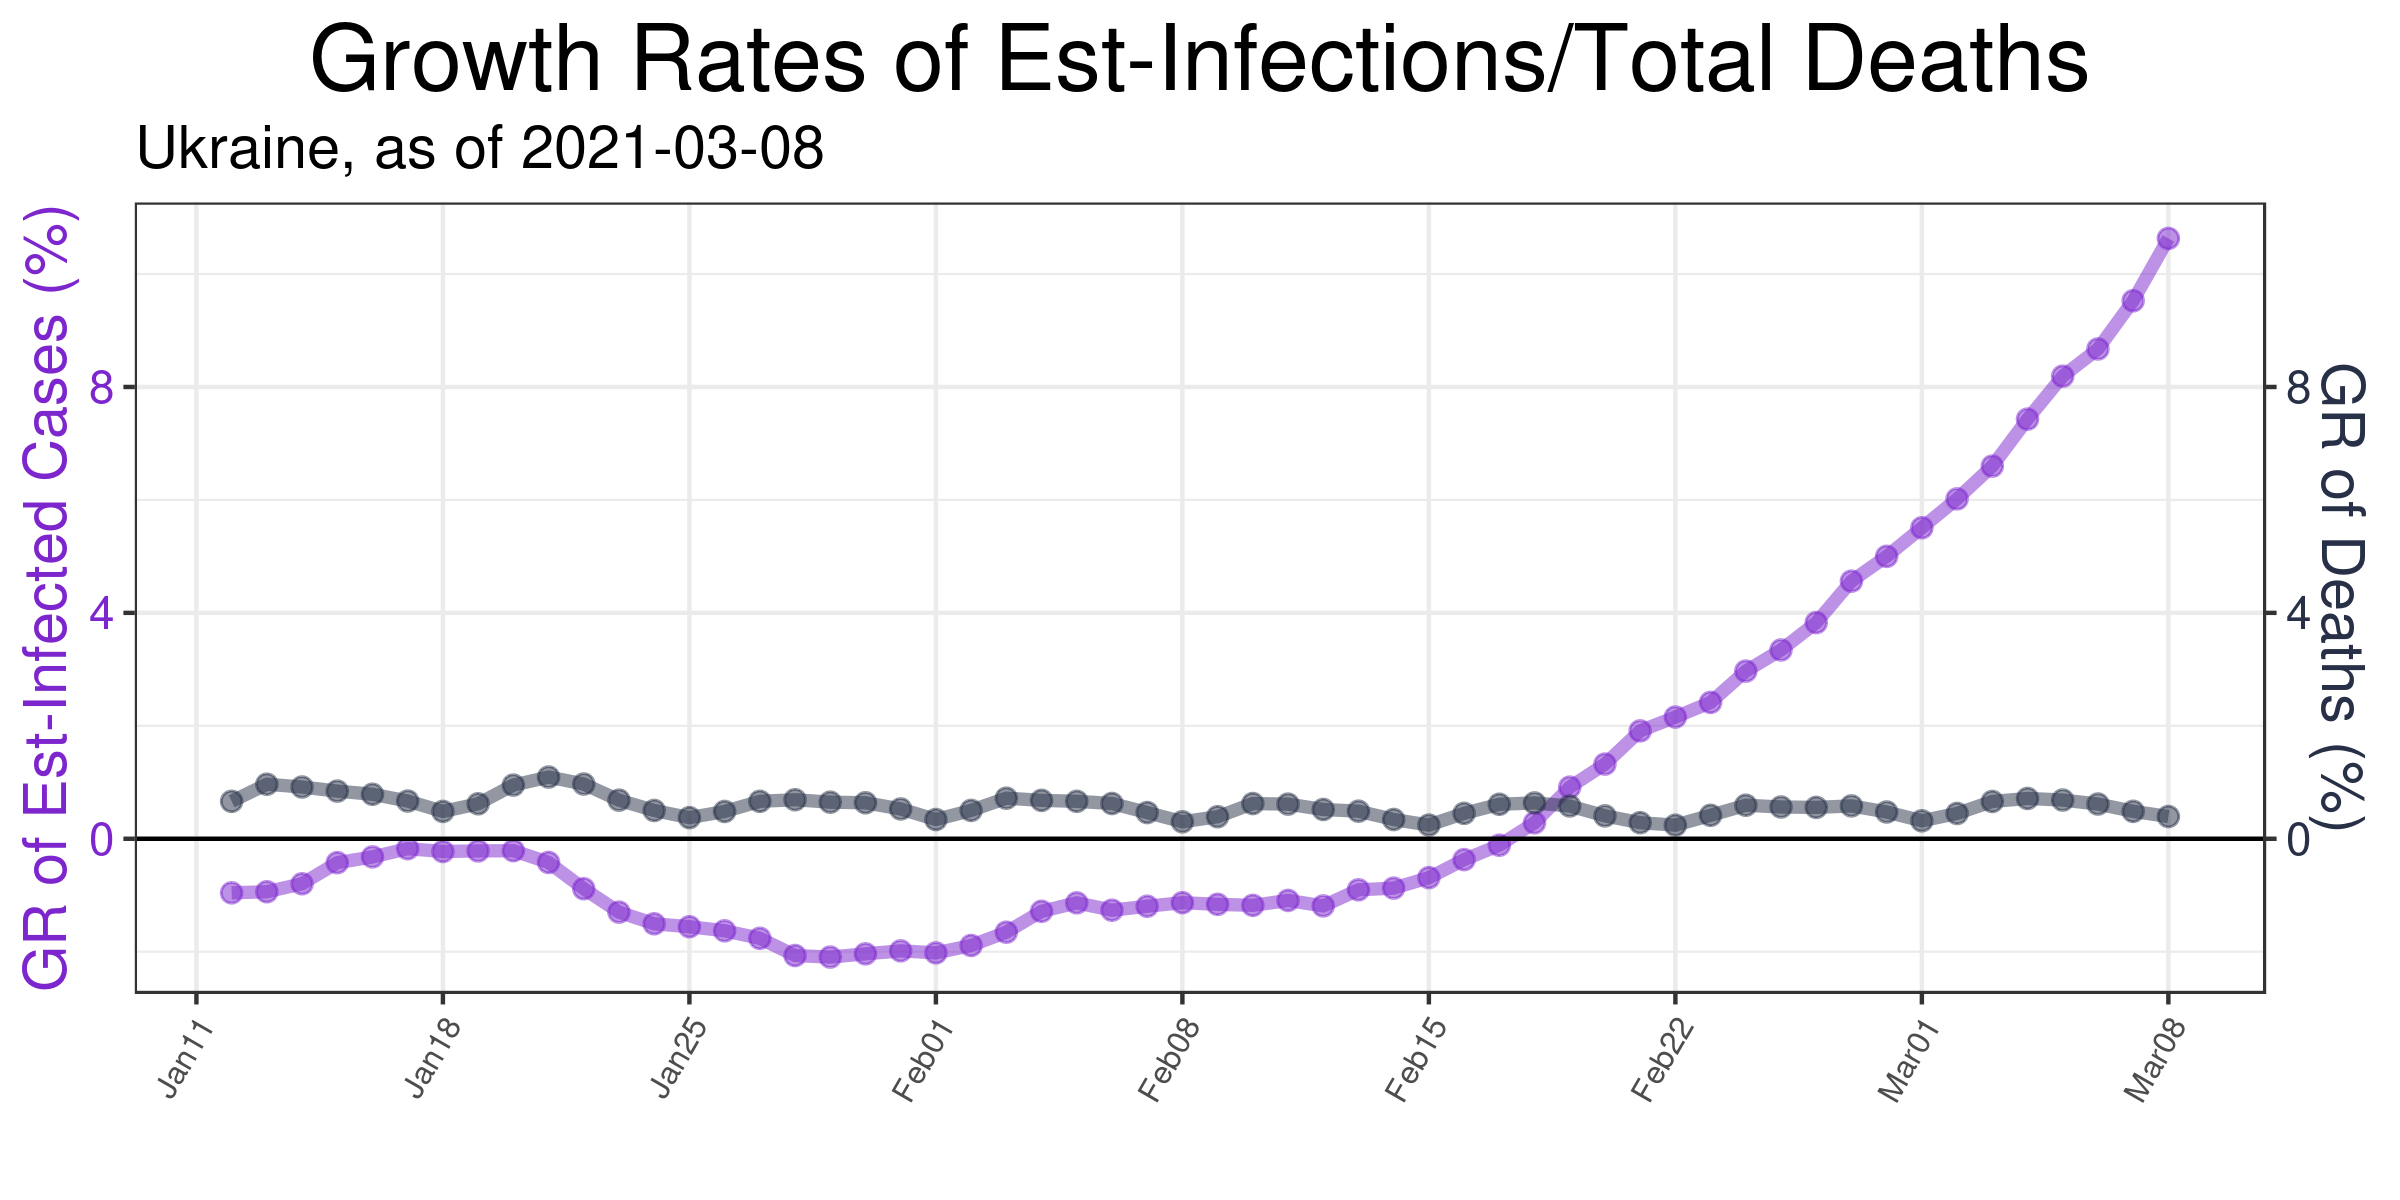 Growth Rates of Est-Infections/Total Deaths
Ukraine, as of 2021-03-08
GR of Est-Infected Cases (%)
8
4
0
8
4
0
GR of Deaths (%)
Jan11
Jan18
Jan25
Feb01
Feb08
Feb15
Feb22
Mar01
Mar08